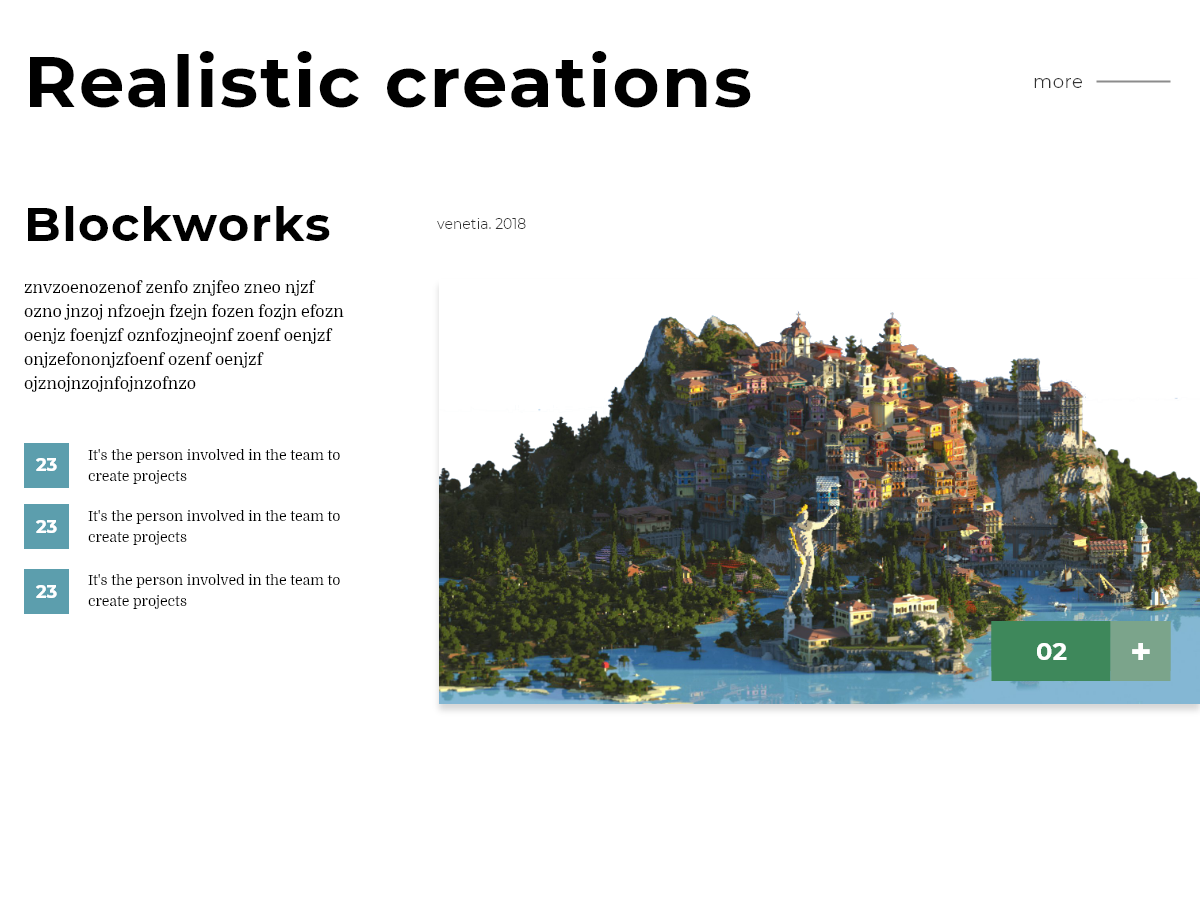 Realistic creations
more
Blockworks
venetia. 2018
znvzoenozenof zenfo znjfeo zneo njzf
ozno jnzoj nfzoejn fzejn fozen fozjn efozn
oenjz foenjzf oznfozjneojnf zoenf oenjzf
onjzefononjzfoenf ozenf oenjzf
ojznojnzojnfojnzofnzo
23
It's the person involved in the team to
create projects
23
It's the person involved in the team to
create projects
23
It's the person involved in the team to
create projects
02 +